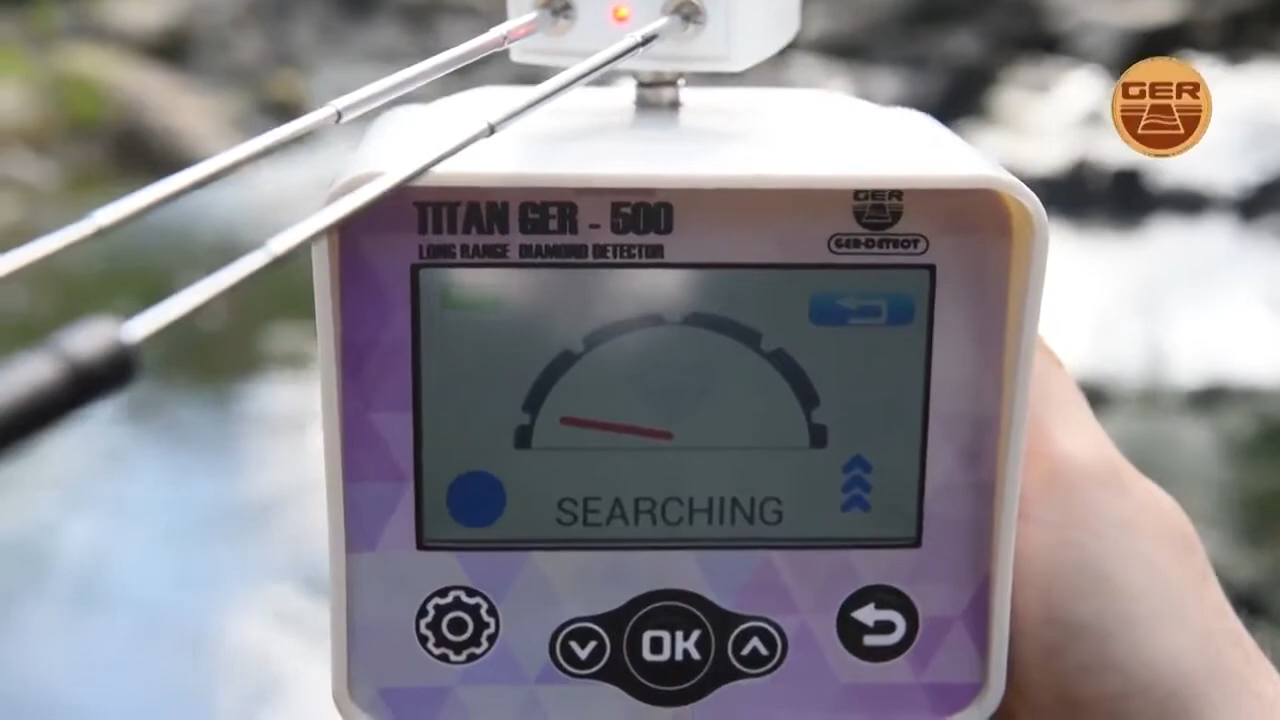 GER
TITAN GER - 500
LONG RANGE DIAMOND DETECTOR
GER
GER-DETECT
SEARCHING
OK